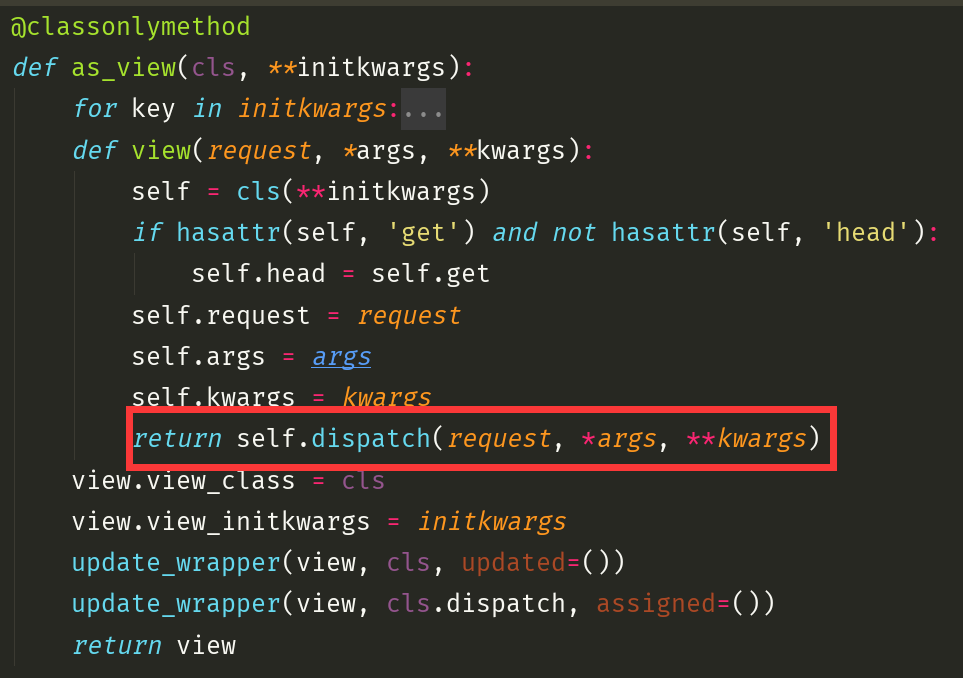 @classonlymethod
def as_view(cls, **initkwargs):
    for key in initkwargs:...
    def view(request, *args, **kwargs):
        self = cls(**initkwargs)
        if hasattr(self, 'get') and not hasattr(self, 'head'):
            self.head = self.get
        self.request = request
        self.args = args
        self.kwargs = kwargs
        return self.dispatch(request, *args, **kwargs)
    view.view_class = cls
    view.view_initkwargs = initkwargs
    update_wrapper(view, cls, updated=())
    update_wrapper(view, cls.dispatch, assigned=())
    return view